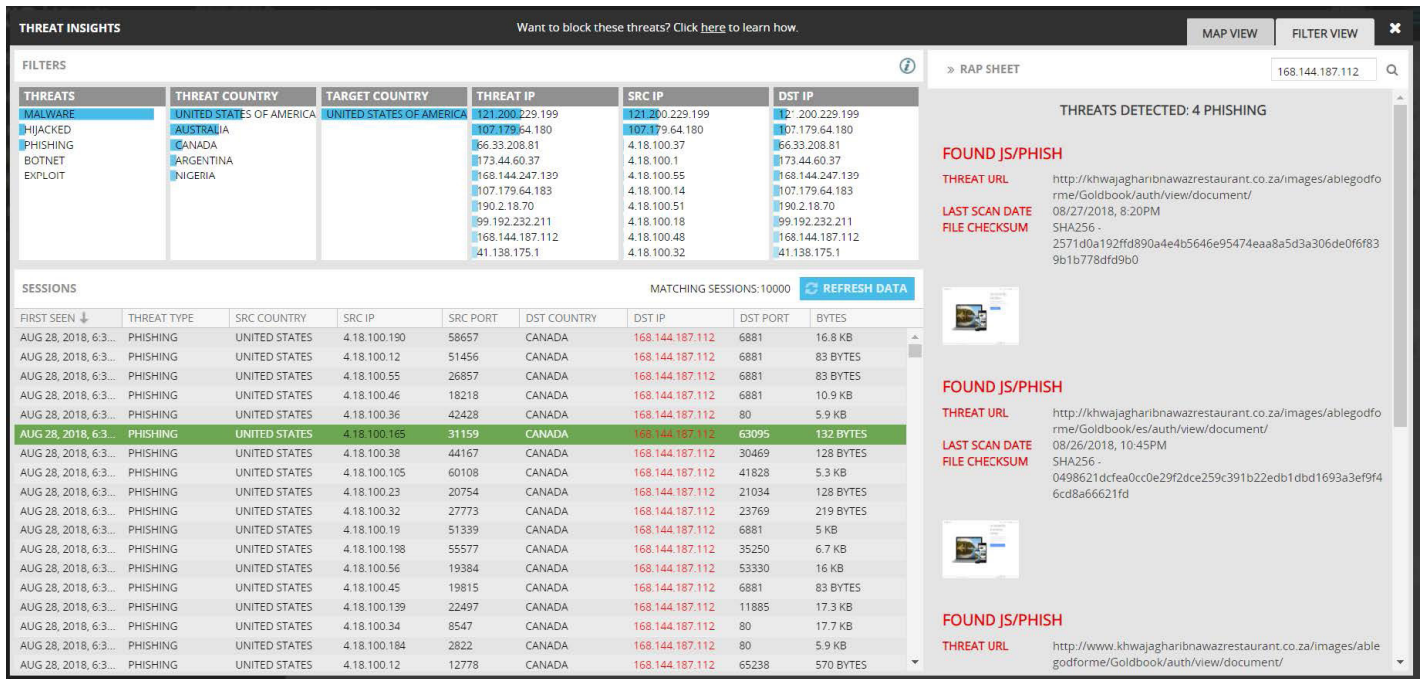 THREAT INSIGHTS
Want to block these threats? Click here to learn how.
MAP VIEW
FILTER VIEW
FILTERS
THREATS
MALWARE
HIJACKED
PHISHING
BOTNET
EXPLOIT
THREAT COUNTRY
UNITED STATES OF AMERICA
AUSTRALIA
CANADA
ARGENTINA
NIGERIA
TARGET COUNTRY
UNITED STATES OF AMERICA
THREAT IP
121.200.229.199
107.179.64.180
66.33.208.81
173.44.60.37
168.144.247.139
107.179.64.183
190.2.18.70
99.192.232.211
168.144.187.112
41.138.175.1
SRC IP
121.200.229.199
107.179.64.180
4.18.100.37
4.18.100.1
4.18.100.55
4.18.100.14
4.18.100.51
4.18.100.18
4.18.100.48
4.18.100.32
DST IP
121.200.229.199
107.179.64.180
66.33.208.81
173.44.60.37
168.144.247.139
107.179.64.183
190.2.18.70
99.192.232.211
168.144.187.112
41.138.175.1
SESSIONS
MATCHING SESSIONS:10000
REFRESH DATA
FIRST SEEN THREAT TYPE SRC COUNTRY SRC IP SRC PORT DST COUNTRY DST IP DST PORT BYTES
AUG 28, 2018, 6:3... PHISHING UNITED STATES 4.18.100.190 58657 CANADA 168.144.187.112 6881 16.8 KB
AUG 28, 2018, 6:3... PHISHING UNITED STATES 4.18.100.12 51456 CANADA 168.144.187.112 6881 83 BYTES
AUG 28, 2018, 6:3... PHISHING UNITED STATES 4.18.100.55 26857 CANADA 168.144.187.112 6881 83 BYTES
AUG 28, 2018, 6:3... PHISHING UNITED STATES 4.18.100.46 18218 CANADA 168.144.187.112 6881 10.9 KB
AUG 28, 2018, 6:3... PHISHING UNITED STATES 4.18.100.36 42428 CANADA 168.144.187.112 80 5.9 KB
AUG 28, 2018, 6:3... PHISHING UNITED STATES 4.18.100.165 31159 CANADA 168.144.187.112 63095 132 BYTES
AUG 28, 2018, 6:3... PHISHING UNITED STATES 4.18.100.38 44167 CANADA 168.144.187.112 30469 128 BYTES
AUG 28, 2018, 6:3... PHISHING UNITED STATES 4.18.100.105 60108 CANADA 168.144.187.112 41828 5.3 KB
AUG 28, 2018, 6:3... PHISHING UNITED STATES 4.18.100.23 20754 CANADA 168.144.187.112 21034 128 BYTES
AUG 28, 2018, 6:3... PHISHING UNITED STATES 4.18.100.32 27773 CANADA 168.144.187.112 23769 219 BYTES
AUG 28, 2018, 6:3... PHISHING UNITED STATES 4.18.100.19 51339 CANADA 168.144.187.112 6881 5 KB
AUG 28, 2018, 6:3... PHISHING UNITED STATES 4.18.100.198 55577 CANADA 168.144.187.112 35250 6.7 KB
AUG 28, 2018, 6:3... PHISHING UNITED STATES 4.18.100.56 19384 CANADA 168.144.187.112 53330 16 KB
AUG 28, 2018, 6:3... PHISHING UNITED STATES 4.18.100.45 19815 CANADA 168.144.187.112 6881 83 BYTES
AUG 28, 2018, 6:3... PHISHING UNITED STATES 4.18.100.139 22497 CANADA 168.144.187.112 11885 17.3 KB
AUG 28, 2018, 6:3... PHISHING UNITED STATES 4.18.100.34 8547 CANADA 168.144.187.112 80 17.7 KB
AUG 28, 2018, 6:3... PHISHING UNITED STATES 4.18.100.184 2822 CANADA 168.144.187.112 80 5.9 KB
AUG 28, 2018, 6:3... PHISHING UNITED STATES 4.18.100.12 12778 CANADA 168.144.187.112 65238 570 BYTES
» RAP SHEET
168.144.187.112
THREATS DETECTED: 4 PHISHING
FOUND JS/PHISH
THREAT URL http://khwajagharibnawazrestaurant.co.za/images/ablegodfo
rme/Goldbook/auth/view/document/
LAST SCAN DATE 08/27/2018, 8:20PM
FILE CHECKSUM SHA256 -
2571d0a192ffd890a4e4b5646e95474eaa8a5d3a306de0f6f83
9b1b778dfd9b0
FOUND JS/PHISH
THREAT URL http://khwajagharibnawazrestaurant.co.za/images/ablegodfo
rme/Goldbook/es/auth/view/document/
LAST SCAN DATE 08/26/2018, 10:45PM
FILE CHECKSUM SHA256 -
0498621dcfea0cc0e29f2dce259c391b22edb1dbd1693a3ef9f4
6cd8a66621fd
FOUND JS/PHISH
THREAT URL http://www.khwajagharibnawazrestaurant.co.za/images/able
godforme/Goldbook/auth/view/document/